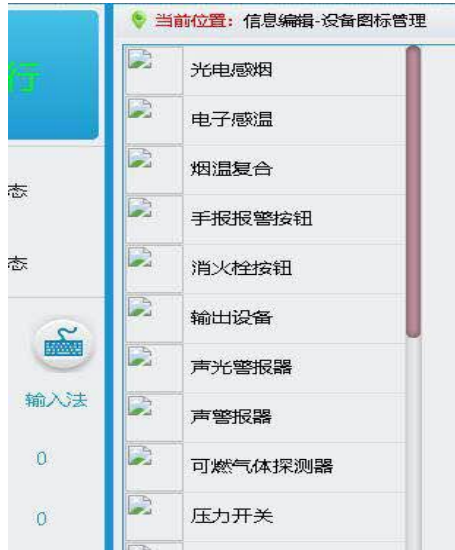 当前位置：信息编辑-设备图标管理
行
态
态
输入法
0
0
光电感烟
电子感温
烟温复合
手报报警按钮
消火栓按钮
输出设备
声光警报器
声警报器
可燃气体探测器
压力开关